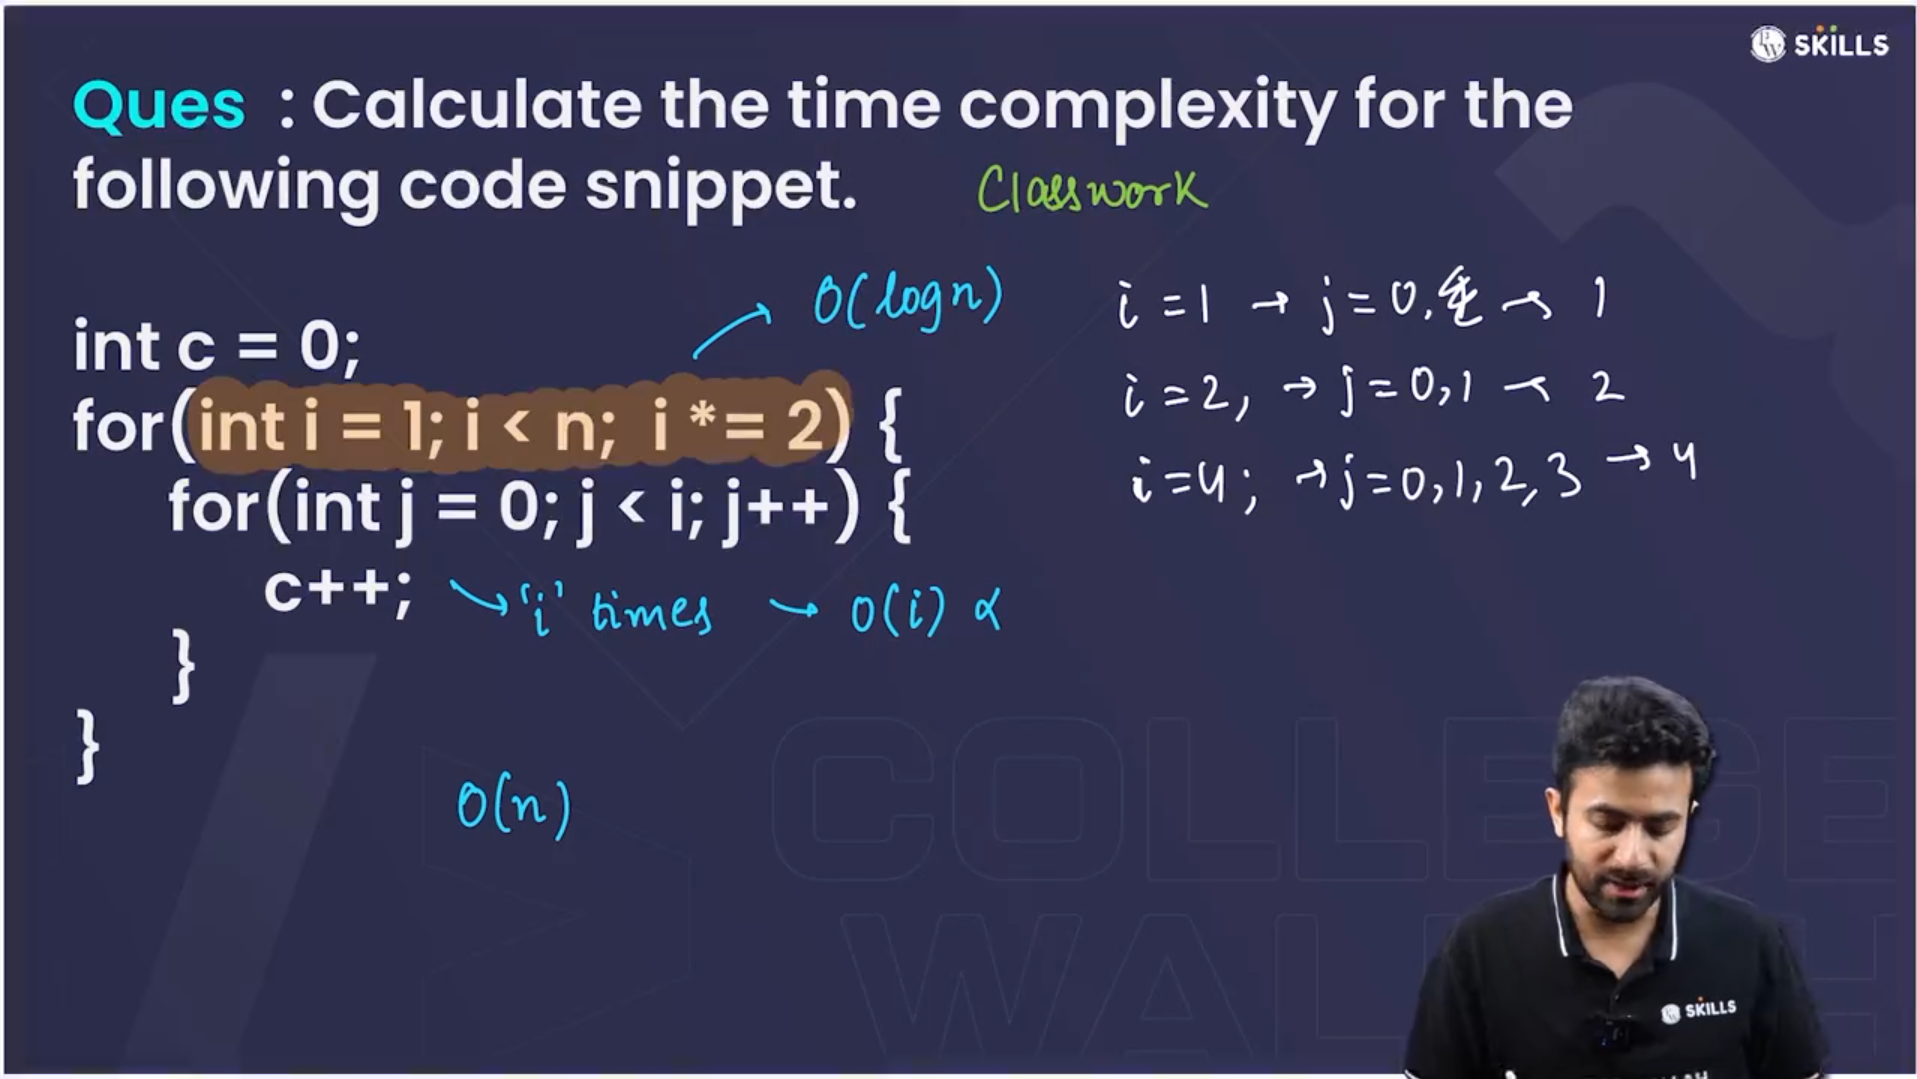 SKILLS
Ques : Calculate the time complexity for the
following code snippet.
Classwork
int c = 0;
for(int i = 1; i < n; i *= 2) {
for(int j = 0; j < i; j++) {
c++;
}
}
O(logn)
'i' times → O(i) α
O(n)
i = 1 → j = 0, → 1
i = 2, → j = 0,1 → 2
i = 4; → j = 0,1,2,3 → 4
COLLEGE
WALLAH
SKILLS